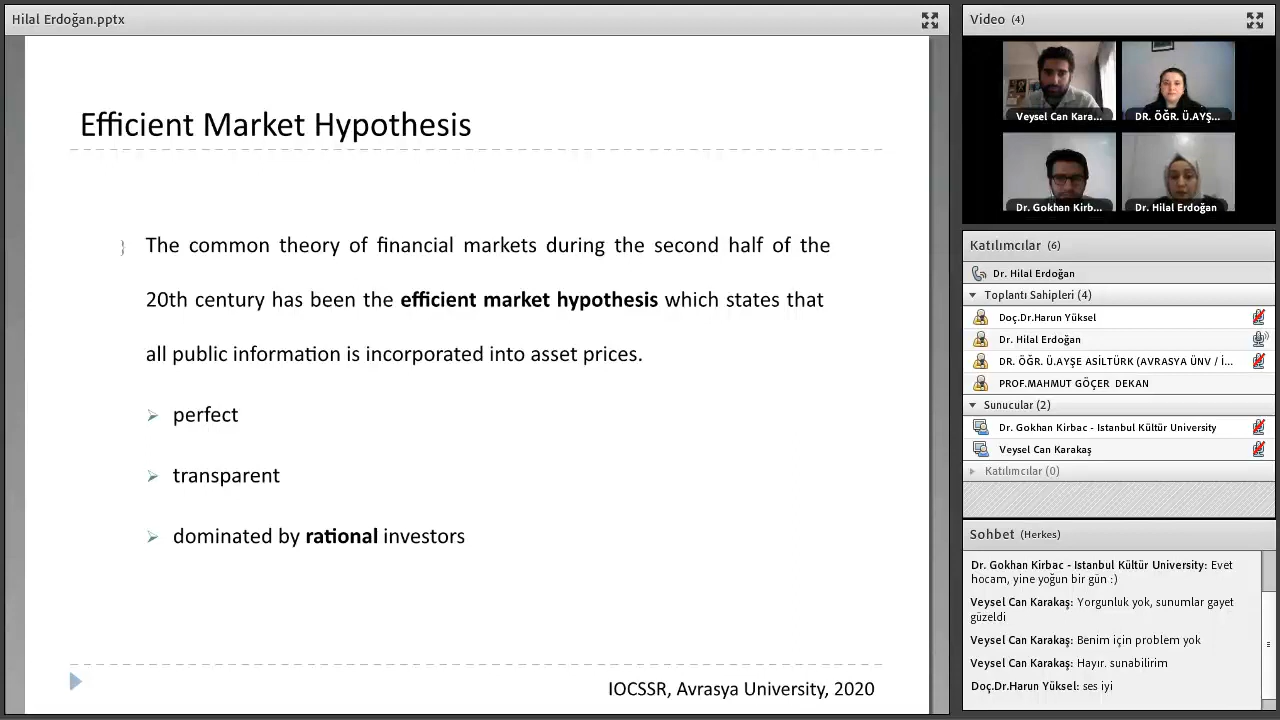 Hilal Erdoğan.pptx
Efficient Market Hypothesis
The common theory of financial markets during the second half of the
20th century has been the efficient market hypothesis which states that
all public information is incorporated into asset prices.
perfect
transparent
dominated by rational investors
IOCSSR, Avrasya University, 2020
Video (4)
Veysel Can Kara...
DR. ÖĞR. Ü.AYŞ...
Dr. Gokhan Kirb...
Dr. Hilal Erdoğan
Katılımcılar (6)
Dr. Hilal Erdoğan
Toplantı Sahipleri (4)
Doç.Dr.Harun Yüksel
Dr. Hilal Erdoğan
DR. ÖĞR. Ü.AYŞE ASİLTÜRK (AVRASYA ÜNV / İ...
PROF.MAHMUT GÖÇER DEKAN
Sunucular (2)
Dr. Gokhan Kirbac - Istanbul Kültür University
Veysel Can Karakaş
Katılımcılar (0)
Sohbet (Herkes)
Dr. Gokhan Kirbac - Istanbul Kültür University: Evet
hocam, yine yoğun bir gün :)
Veysel Can Karakaş: Yorgunluk yok, sunumlar gayet
güzeldi
Veysel Can Karakaş: Benim için problem yok
Veysel Can Karakaş: Hayır. sunabilirim
Doç.Dr.Harun Yüksel: ses iyi